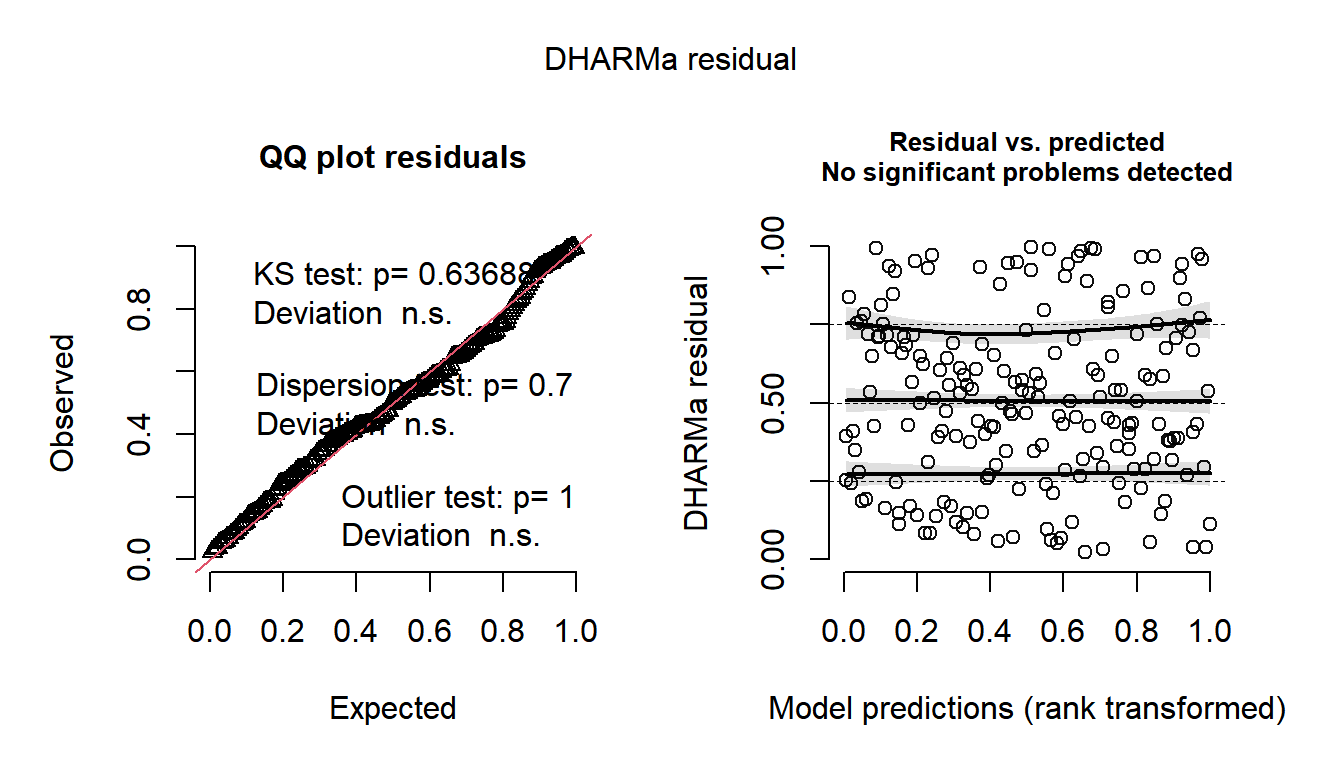 DHARMa residual
QQ plot residuals
KS test: p= 0.63688
Deviation  n.s.
Dispersion test: p= 0.7
Deviation  n.s.
Outlier test: p= 1
Deviation  n.s.
Observed
0.0
0.4
0.8
0.0 0.2 0.4 0.6 0.8 1.0
Expected
Residual vs. predicted
No significant problems detected
DHARMa residual
0.00
0.50
1.00
0.0 0.2 0.4 0.6 0.8 1.0
Model predictions (rank transformed)